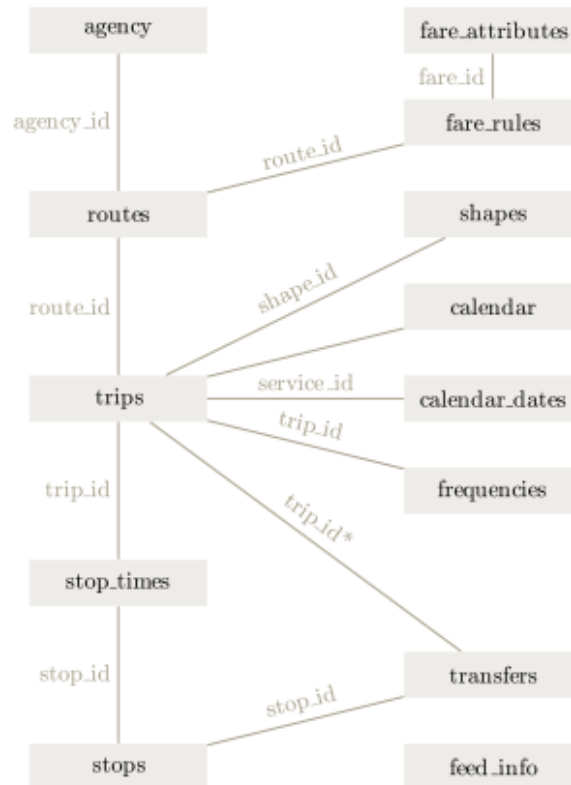 agency
fare_attributes
agency_id
fare_id
fare_rules
route_id
routes
shapes
route_id
shape_id
calendar
trips
service_id
calendar_dates
trip_id
trip_id
frequencies
trip_id*
stop_times
stop_id
transfers
stop_id
stops
feed_info